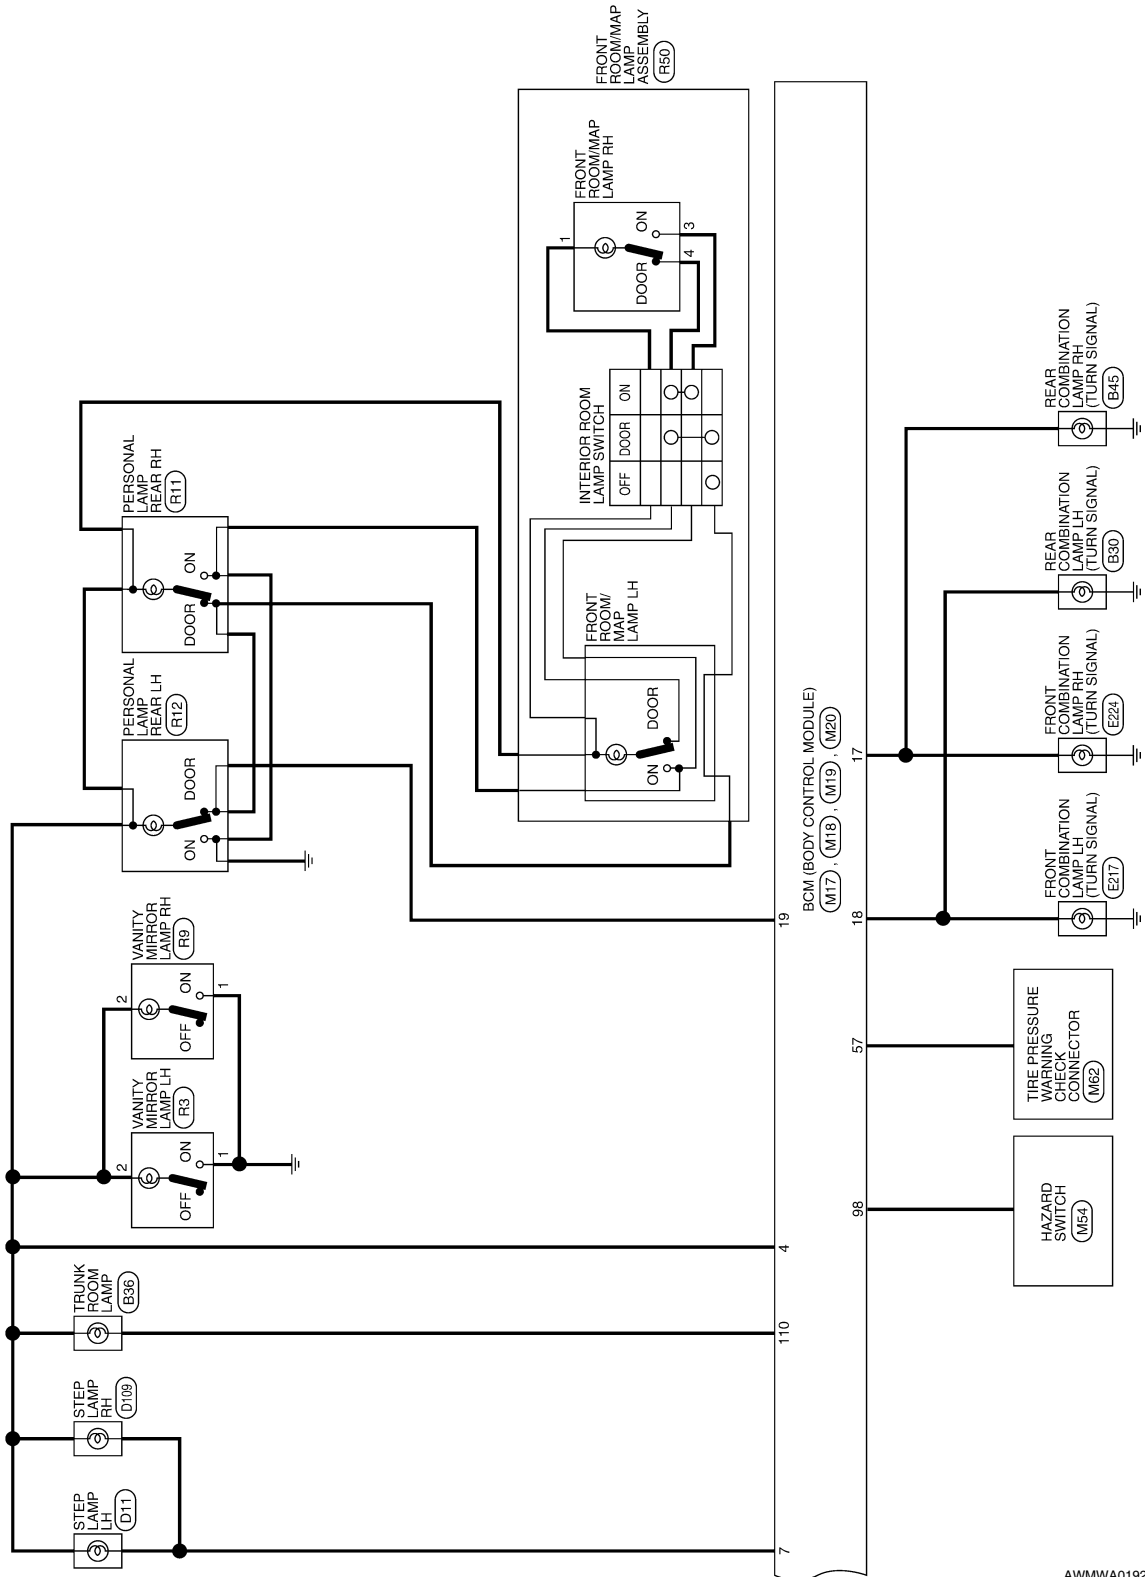 STEP
LAMP
LH
D11
STEP
LAMP
RH
D109
TRUNK
ROOM
LAMP
B36
VANITY
MIRROR
LAMP LH
R3
2
OFF
ON
1
VANITY
MIRROR
LAMP RH
R9
2
OFF
ON
1
PERSONAL
LAMP
REAR LH
R12
ON
DOOR
PERSONAL
LAMP
REAR RH
R11
DOOR
ON
FRONT
ROOM/MAP
LAMP
ASSEMBLY
R50
FRONT
ROOM/MAP
LAMP RH
1
DOOR
ON
4
3
INTERIOR ROOM
LAMP SWITCH
OFF
DOOR
ON
FRONT
ROOM/
MAP
LAMP LH
ON
DOOR
7
110
4
19
BCM (BODY CONTROL MODULE)
M17 , M18 , M19 , M20
98
57
18
17
HAZARD
SWITCH
M54
TIRE PRESSURE
WARNING
CHECK
CONNECTOR
M62
FRONT
COMBINATION
LAMP LH
(TURN SIGNAL)
E217
FRONT
COMBINATION
LAMP RH
(TURN SIGNAL)
E224
REAR
COMBINATION
LAMP LH
(TURN SIGNAL)
B30
REAR
COMBINATION
LAMP RH
(TURN SIGNAL)
B45